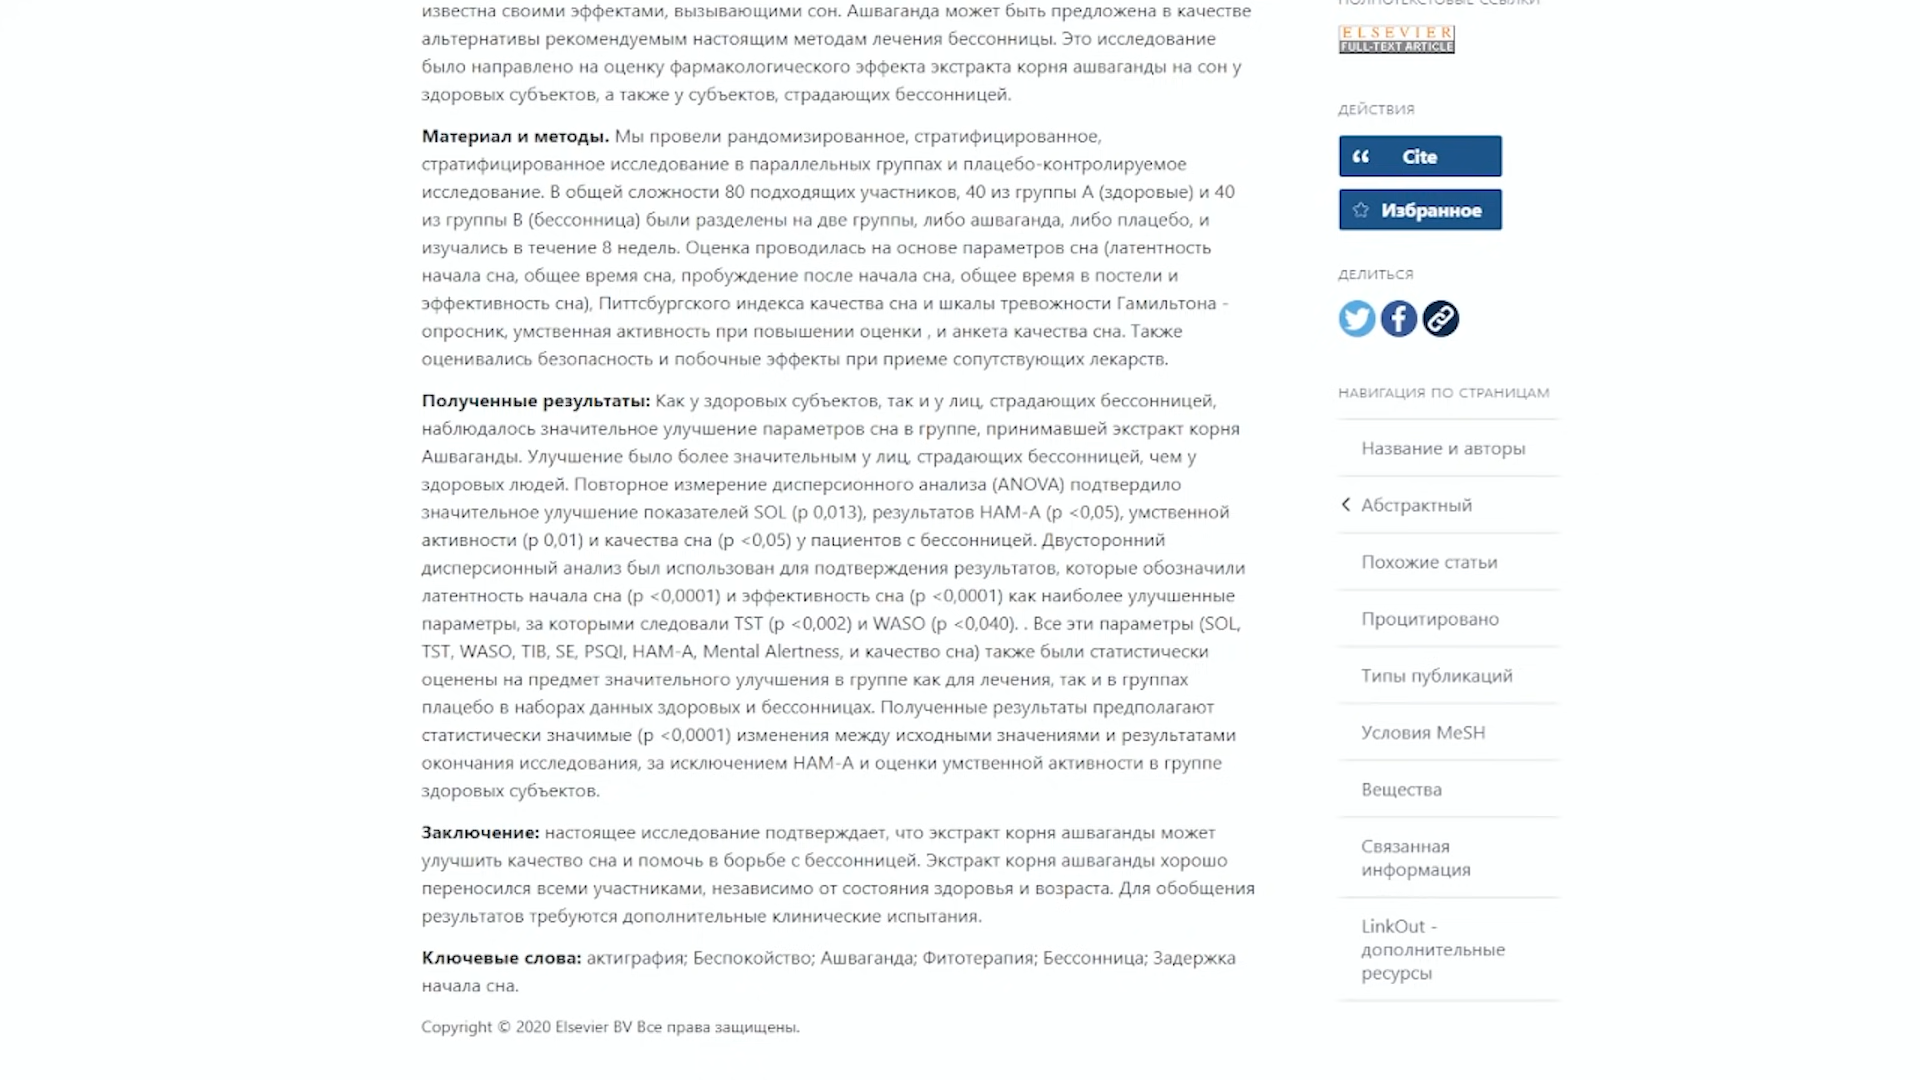 известна своими эффектами, вызывающими сон. Ашваганда может быть предложена в качестве
альтернативы рекомендуемым настоящим методам лечения бессонницы. Это исследование
было направлено на оценку фармакологического эффекта экстракта корня ашваганды на сон у
здоровых субъектов, а также у субъектов, страдающих бессонницей.
Материал и методы. Мы провели рандомизированное, стратифицированное,
стратифицированное исследование в параллельных группах и плацебо-контролируемое
исследование. В общей сложности 80 подходящих участников, 40 из группы А (здоровые) и 40
из группы В (бессонница) были разделены на две группы, либо ашваганда, либо плацебо, и
изучались в течение 8 недель. Оценка проводилась на основе параметров сна (латентность
начала сна, общее время сна, пробуждение после начала сна, общее время в постели и
эффективность сна), Питтсбургского индекса качества сна и шкалы тревожности Гамильтона -
опросник, умственная активность при повышении оценки , и анкета качества сна. Также
оценивались безопасность и побочные эффекты при приеме сопутствующих лекарств.
Полученные результаты: Как у здоровых субъектов, так и у лиц, страдающих бессонницей,
наблюдалось значительное улучшение параметров сна в группе, принимавшей экстракт корня
Ашваганды. Улучшение было более значительным у лиц, страдающих бессонницей, чем у
здоровых людей. Повторное измерение дисперсионного анализа (ANOVA) подтвердило
значительное улучшение показателей SOL (p 0,013), результатов HAM-A (p <0,05), умственной
активности (p 0,01) и качества сна (p <0,05) у пациентов с бессонницей. Двусторонний
дисперсионный анализ был использован для подтверждения результатов, которые обозначили
латентность начала сна (p <0,0001) и эффективность сна (p <0,0001) как наиболее улучшенные
параметры, за которыми следовали TST (p <0,002) и WASO (p <0,040). . Все эти параметры (SOL,
TST, WASO, TIB, SE, PSQI, HAM-A, Mental Alertness, и качество сна) также были статистически
оценены на предмет значительного улучшения в группе как для лечения, так и в группах
плацебо в наборах данных здоровых и бессонницах. Полученные результаты предполагают
статистически значимые (p <0,0001) изменения между исходными значениями и результатами
окончания исследования, за исключением HAM-A и оценки умственной активности в группе
здоровых субъектов.
Заключение: настоящее исследование подтверждает, что экстракт корня ашваганды может
улучшить качество сна и помочь в борьбе с бессонницей. Экстракт корня ашваганды хорошо
переносился всеми участниками, независимо от состояния здоровья и возраста. Для обобщения
результатов требуются дополнительные клинические испытания.
Ключевые слова: актиграфия; Беспокойство; Ашваганда; Фитотерапия; Бессонница; Задержка
начала сна.
Copyright © 2020 Elsevier BV Все права защищены.
ПОЛНОТЕКСТОВЫЕ ССЫЛКИ
ELSEVIER
FULL-TEXT ARTICLE
ДЕЙСТВИЯ
Cite
Избранное
ДЕЛИТЬСЯ
НАВИГАЦИЯ ПО СТРАНИЦАМ
Название и авторы
Абстрактный
Похожие статьи
Процитировано
Типы публикаций
Условия MeSH
Вещества
Связанная
информация
LinkOut -
дополнительные
ресурсы